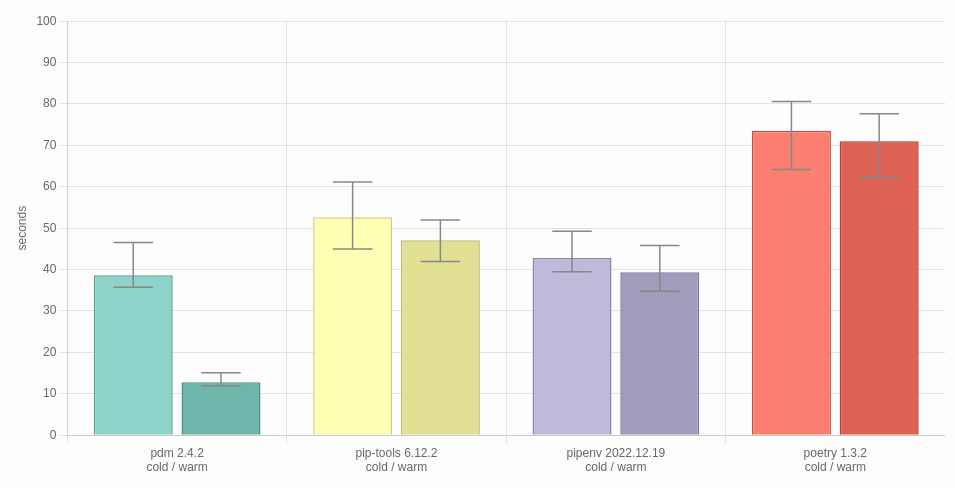 100
90
80
70
60
50
40
30
20
10
0
seconds
pdm 2.4.2
cold / warm
pip-tools 6.12.2
cold / warm
pipenv 2022.12.19
cold / warm
poetry 1.3.2
cold / warm